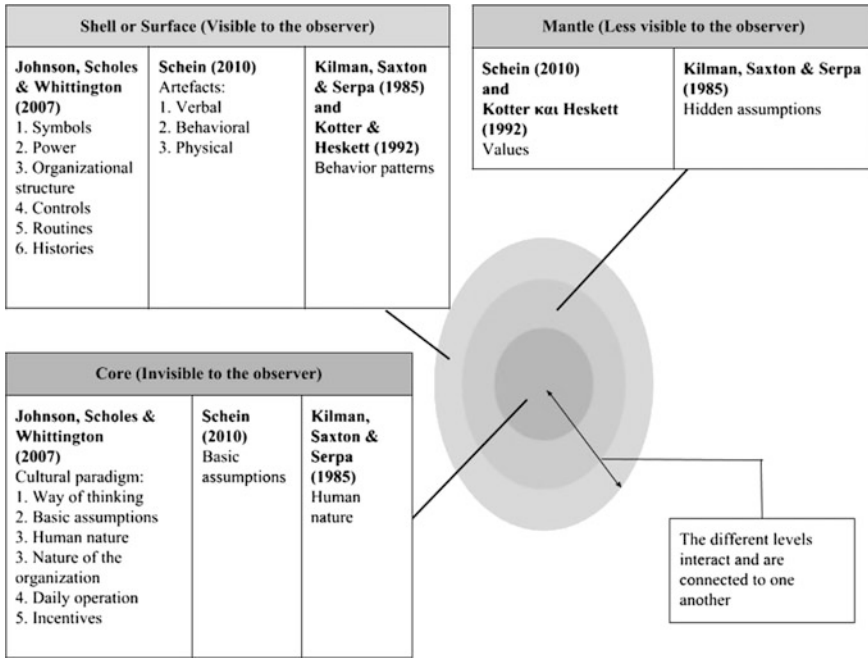 Shell or Surface (Visible to the observer)
Johnson, Scholes
& Whittington
(2007)
1. Symbols
2. Power
3. Organizational
structure
4. Controls
5. Routines
6. Histories
Schein (2010)
Artefacts:
1. Verbal
2. Behavioral
3. Physical
Kilman, Saxton
& Serpa (1985)
and
Kotter &
Heskett (1992)
Behavior patterns
Mantle (Less visible to the observer)
Schein (2010)
and
Kotter και Heskett
(1992)
Values
Kilman, Saxton & Serpa
(1985)
Hidden assumptions
Core (Invisible to the observer)
Johnson, Scholes &
Whittington
(2007)
Cultural paradigm:
1. Way of thinking
2. Basic assumptions
3. Human nature
3. Nature of the
organization
4. Daily operation
5. Incentives
Schein
(2010)
Basic
assumptions
Kilman,
Saxton &
Serpa
(1985)
Human
nature
The different levels
interact and are
connected to one
another